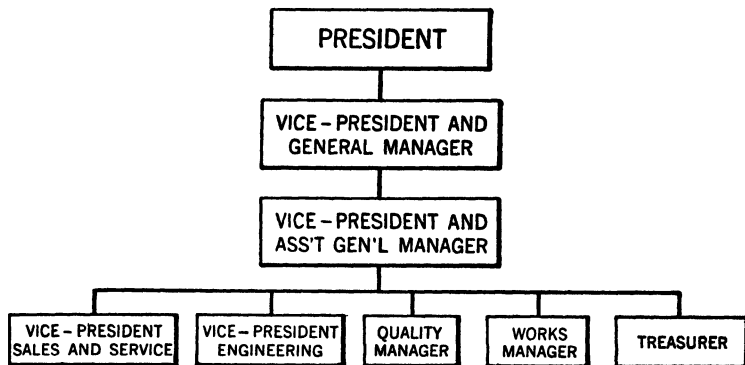 PRESIDENT
VICE – PRESIDENT AND
GENERAL MANAGER
VICE – PRESIDENT AND
ASS'T GEN'L MANAGER
VICE – PRESIDENT
SALES AND SERVICE
VICE – PRESIDENT
ENGINEERING
QUALITY
MANAGER
WORKS
MANAGER
TREASURER